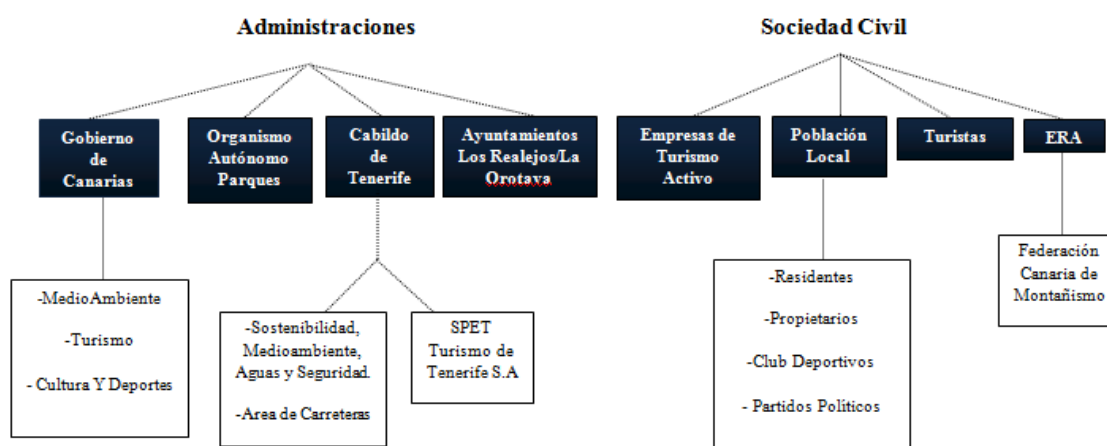 Administraciones
Gobierno
de
Canarias
Organismo
Autónomo
Parques
Cabildo
de
Tenerife
Ayuntamientos
Los Realejos/La
Orotava
-MedioAmbiente
-Turismo
- Cultura Y Deportes
-Sostenibilidad,
Medioambiente,
Aguas y Seguridad.
-Area de Carreteras
SPET
Turismo de
Tenerife S.A
Sociedad Civil
Empresas de
Turismo
Activo
Población
Local
Turistas
ERA
-Residentes
-Propietarios
-Club Deportivos
- Partidos Políticos
Federación
Canaria de
Montañismo